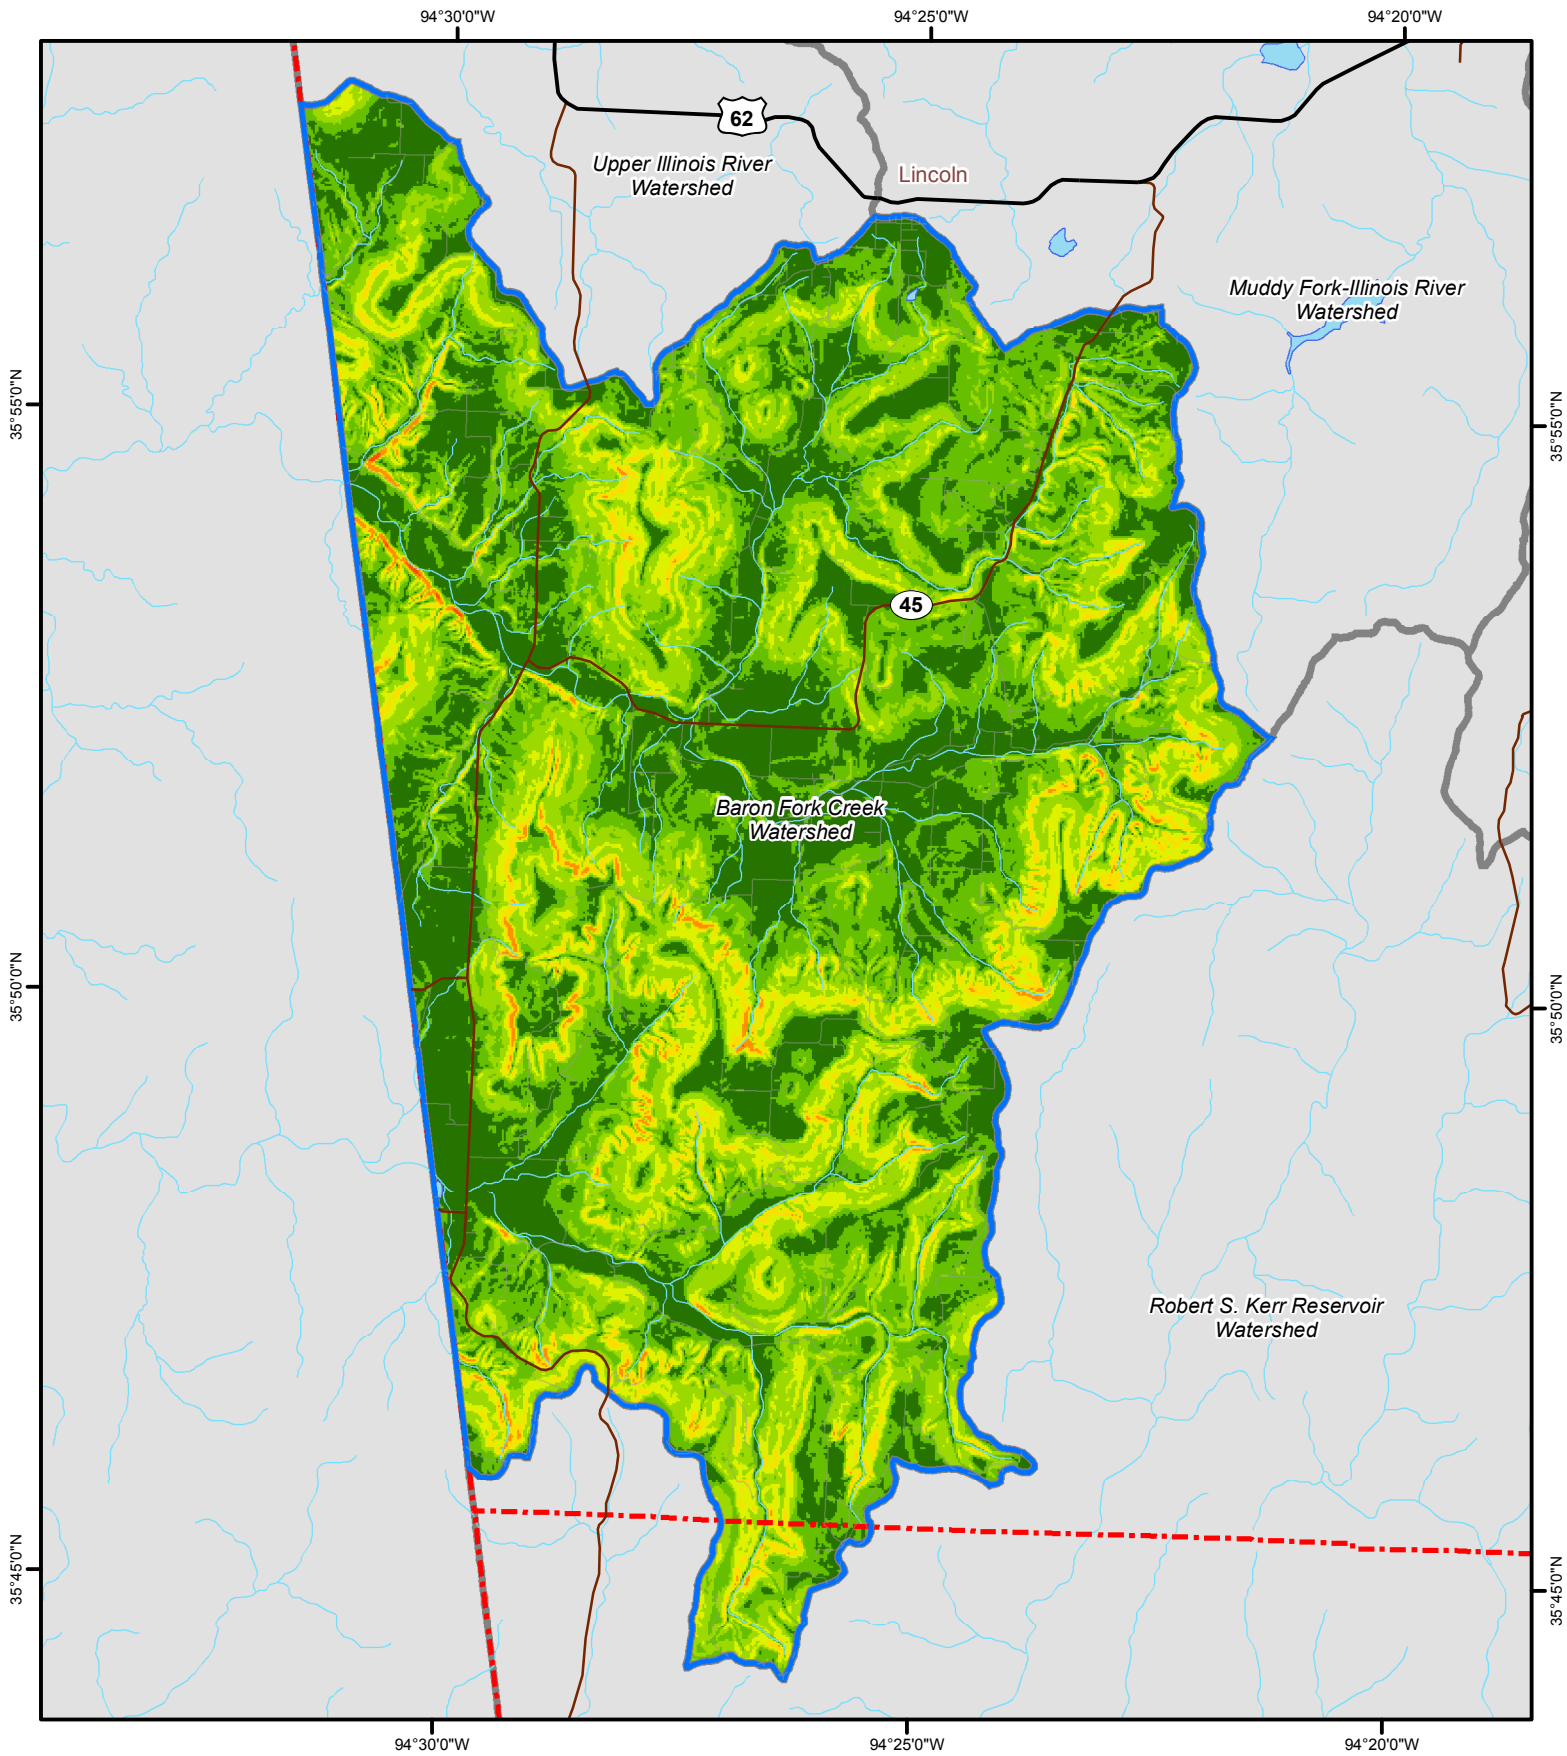 94°30'0"W
94°25'0"W
94°20'0"W
62
Upper Illinois River
Watershed
Lincoln
Muddy Fork-Illinois River
Watershed
35°55'0"N
35°55'0"N
45
Baron Fork Creek
Watershed
35°50'0"N
35°50'0"N
Robert S. Kerr Reservoir
Watershed
35°45'0"N
35°45'0"N
94°30'0"W
94°25'0"W
94°20'0"W